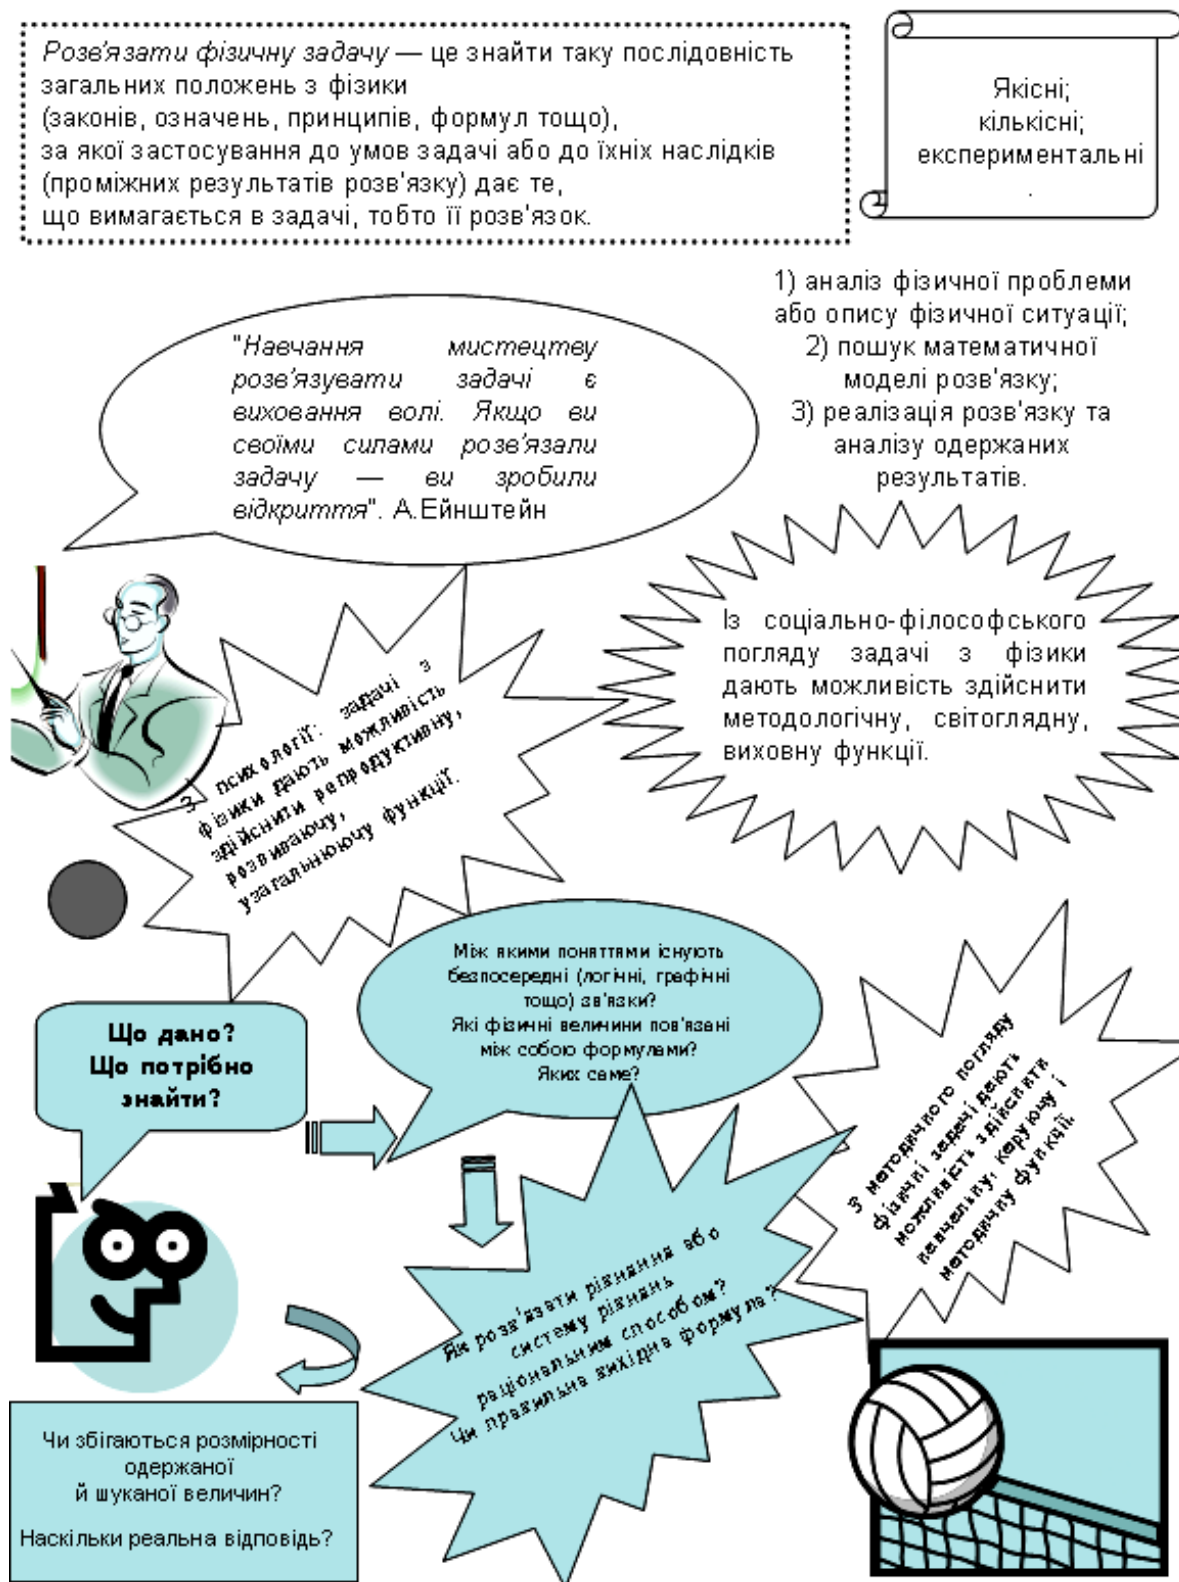 Розв'язати фізичну задачу — це знайти таку послідовність
загальних положень з фізики
(законів, означень, принципів, формул тощо),
за якої застосування до умов задачі або до їхніх наслідків
(проміжних результатів розв'язку) дає те,
що вимагається в задачі, тобто її розв'язок.
Якісні;
кількісні;
експериментальні
.
1) аналіз фізичної проблеми
або опису фізичної ситуації;
2) пошук математичної
моделі розв'язку;
3) реалізація розв'язку та
аналізу одержаних
результатів.
"Навчання мистецтву
розв'язувати задачі є
виховання волі. Якщо ви
своїми силами розв'язали
задачу — ви зробили
відкриття". А.Ейнштейн
Із соціально-філософського
погляду задачі з фізики
дають можливість здійснити
методологічну, світоглядну,
виховну функції.
З психології: задачі з
фізики дають можливість
здійснити репродуктивну,
розвиваючу,
узагальнюючу функції.
Між якими поняттями існують
безпосередні (логічні, графічні
тощо) зв'язки?
Які фізичні величини пов'язані
між собою формулами?
Яких саме?
Що дано?
Що потрібно
знайти?
З методичного погляду
фізичні задачі дають
можливість здійснити
навчальну, керуючу і
методичну функції.
Як розв'язати рівняння або
систему рівнянь
раціональним способом?
Чи правильна вихідна формула?
Чи збігаються розмірності
одержаної
й шуканої величин?
Наскільки реальна відповідь?